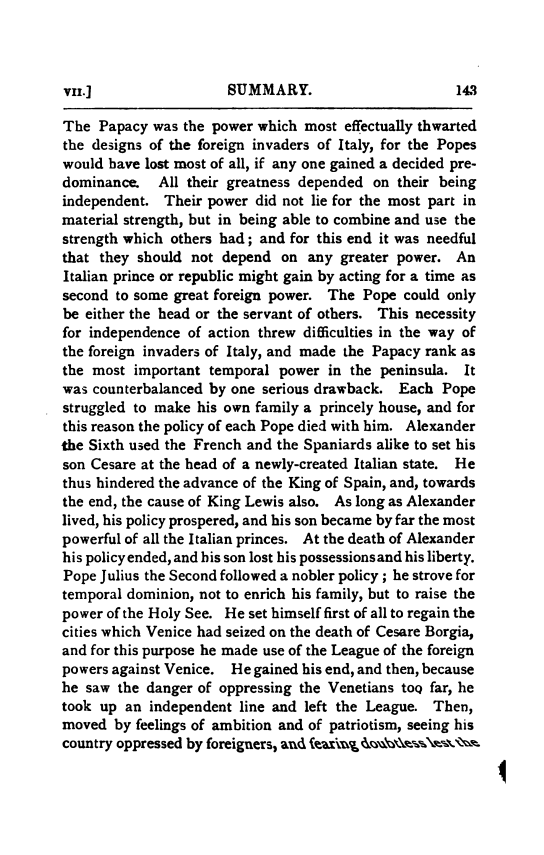 VII.] SUMMARY. 143
The Papacy was the power which most effectually thwarted
the designs of the foreign invaders of Italy, for the Popes
would have lost most of all, if any one gained a decided pre-
dominance. All their greatness depended on their being
independent. Their power did not lie for the most part in
material strength, but in being able to combine and use the
strength which others had; and for this end it was needful
that they should not depend on any greater power. An
Italian prince or republic might gain by acting for a time as
second to some great foreign power. The Pope could only
be either the head or the servant of others. This necessity
for independence of action threw difficulties in the way of
the foreign invaders of Italy, and made the Papacy rank as
the most important temporal power in the peninsula. It
was counterbalanced by one serious drawback. Each Pope
struggled to make his own family a princely house, and for
this reason the policy of each Pope died with him. Alexander
the Sixth used the French and the Spaniards alike to set his
son Cesare at the head of a newly-created Italian state. He
thus hindered the advance of the King of Spain, and, towards
the end, the cause of King Lewis also. As long as Alexander
lived, his policy prospered, and his son became by far the most
powerful of all the Italian princes. At the death of Alexander
his policy ended, and his son lost his possessions and his liberty.
Pope Julius the Second followed a nobler policy; he strove for
temporal dominion, not to enrich his family, but to raise the
power of the Holy See. He set himself first of all to regain the
cities which Venice had seized on the death of Cesare Borgia,
and for this purpose he made use of the League of the foreign
powers against Venice. He gained his end, and then, because
he saw the danger of oppressing the Venetians too far, he
took up an independent line and left the League. Then,
moved by feelings of ambition and of patriotism, seeing his
country oppressed by foreigners, and fearing doubtless lest the